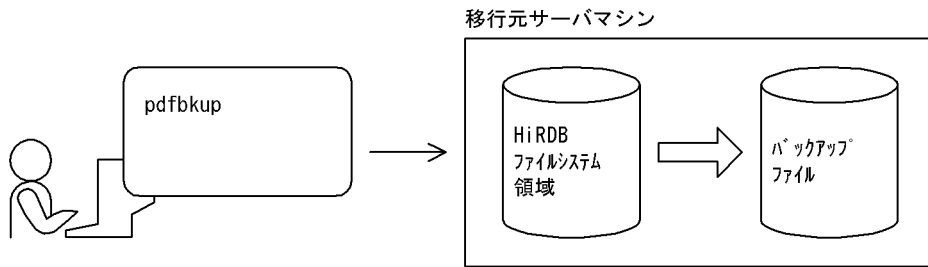 移行元サーバマシン
pdfbkup
HiRDB
ファイルシステム
領域
バックアップ
ファイル